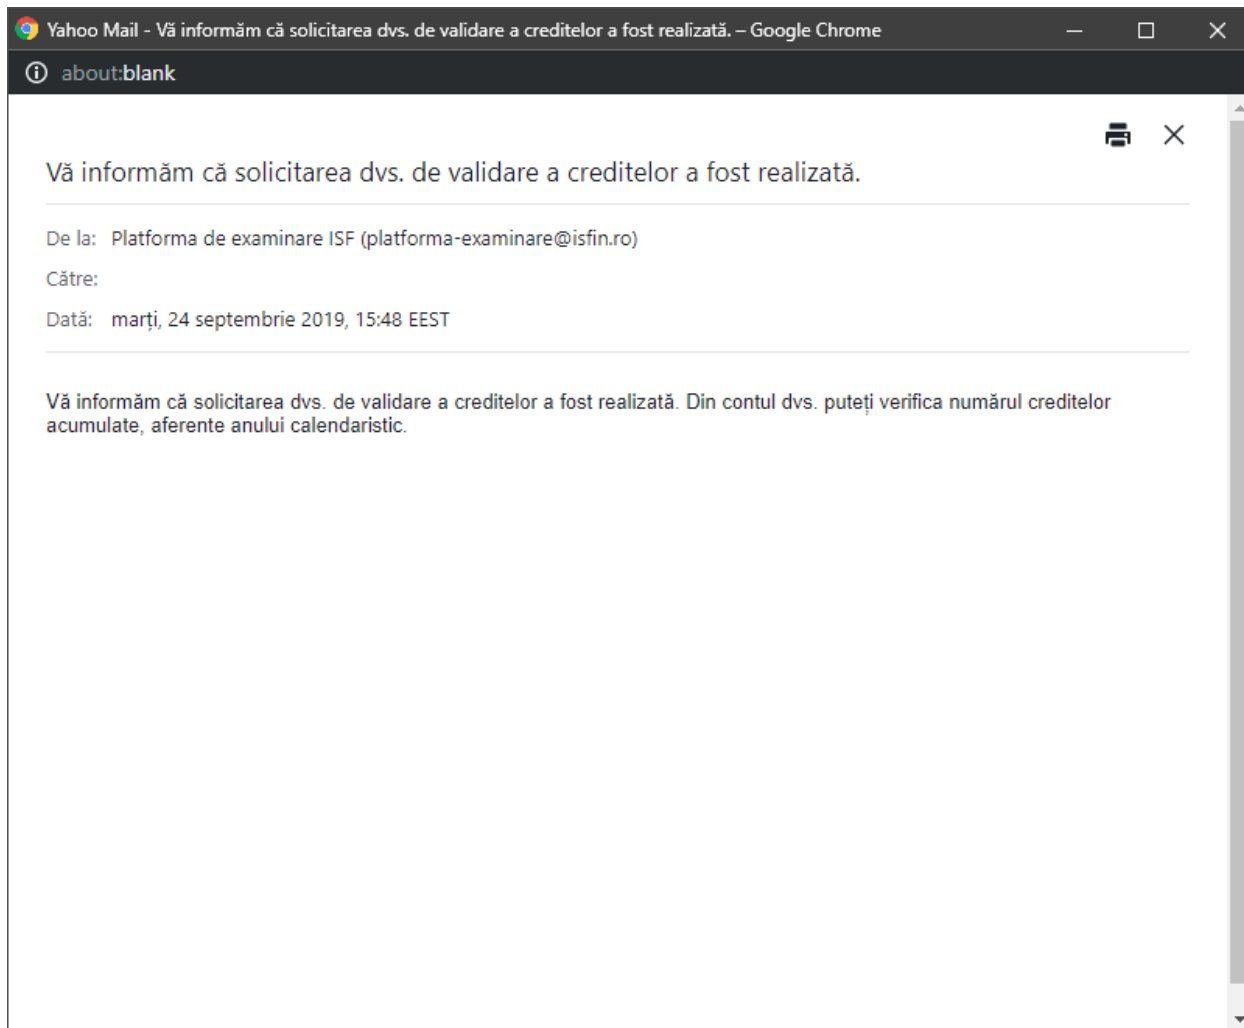 Yahoo Mail - Vă informăm că solicitarea dvs. de validare a creditelor a fost realizată. – Google Chrome
about:blank
Vă informăm că solicitarea dvs. de validare a creditelor a fost realizată.
De la: Platforma de examinare ISF (platforma-examinare@isfin.ro)
Către:
Dată: marți, 24 septembrie 2019, 15:48 EEST
Vă informăm că solicitarea dvs. de validare a creditelor a fost realizată. Din contul dvs. puteți verifica numărul creditelor
acumulate, aferente anului calendaristic.